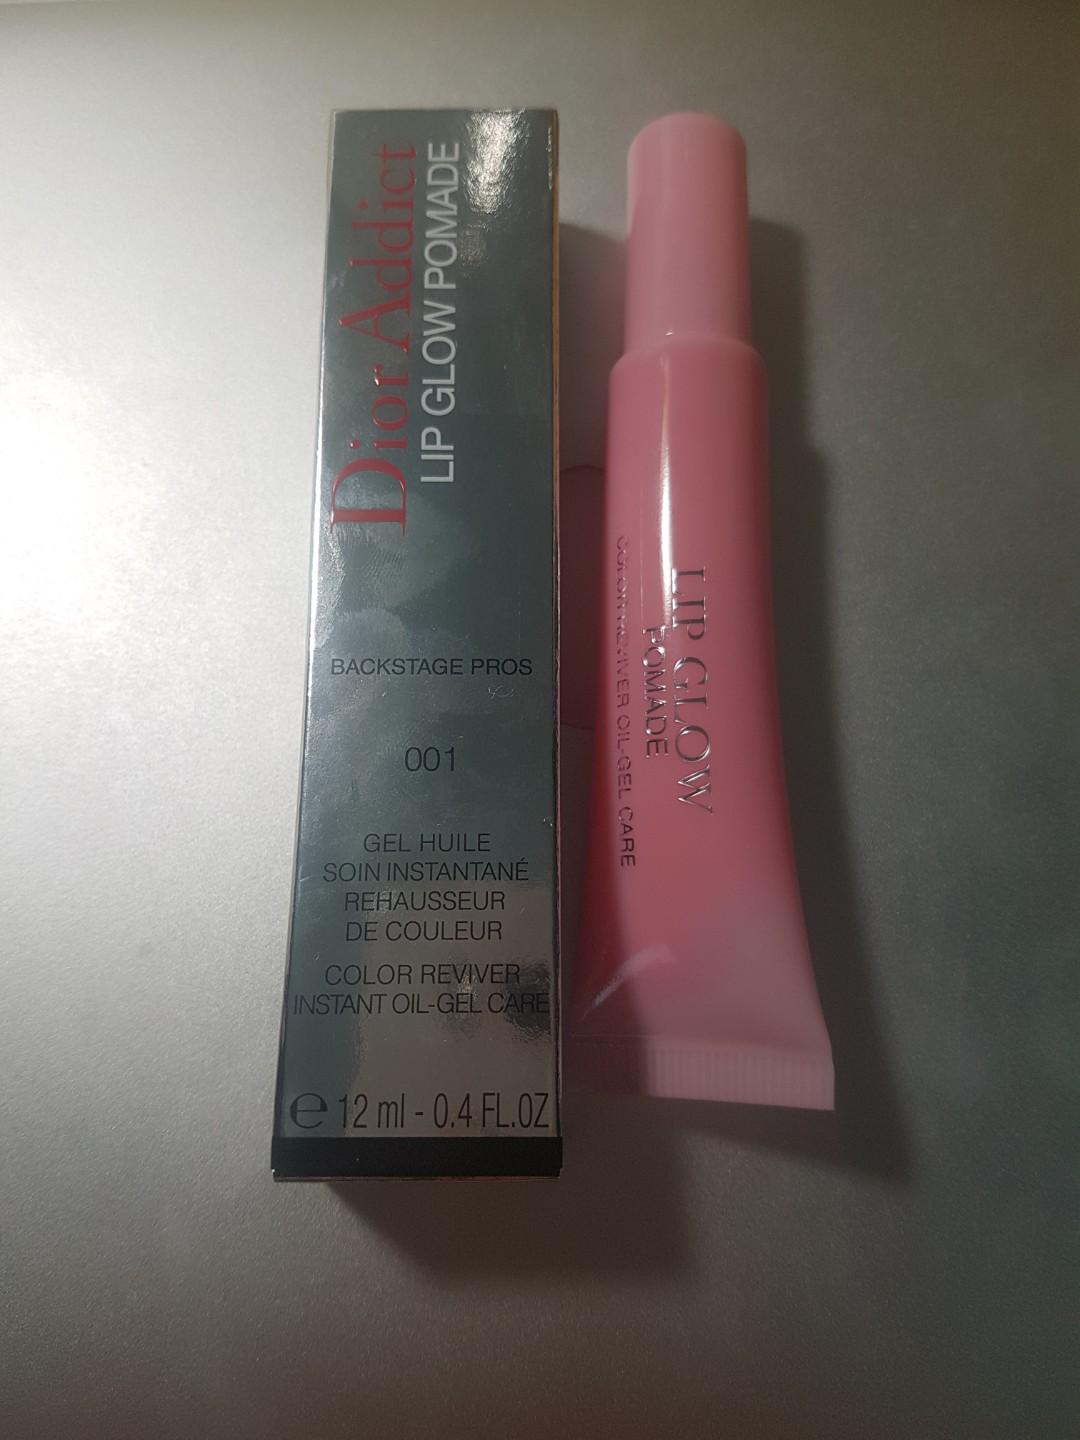 Dior Addict
LIP GLOW POMADE
BACKSTAGE PROS
001
GEL HUILE
SOIN INSTANTANÉ
REHAUSSEUR
DE COULEUR
COLOR REVIVER
INSTANT OIL-GEL CARE
℮ 12 ml - 0.4 FL.OZ
LIP GLOW
POMADE
COLOR REVIVER OIL-GEL CARE